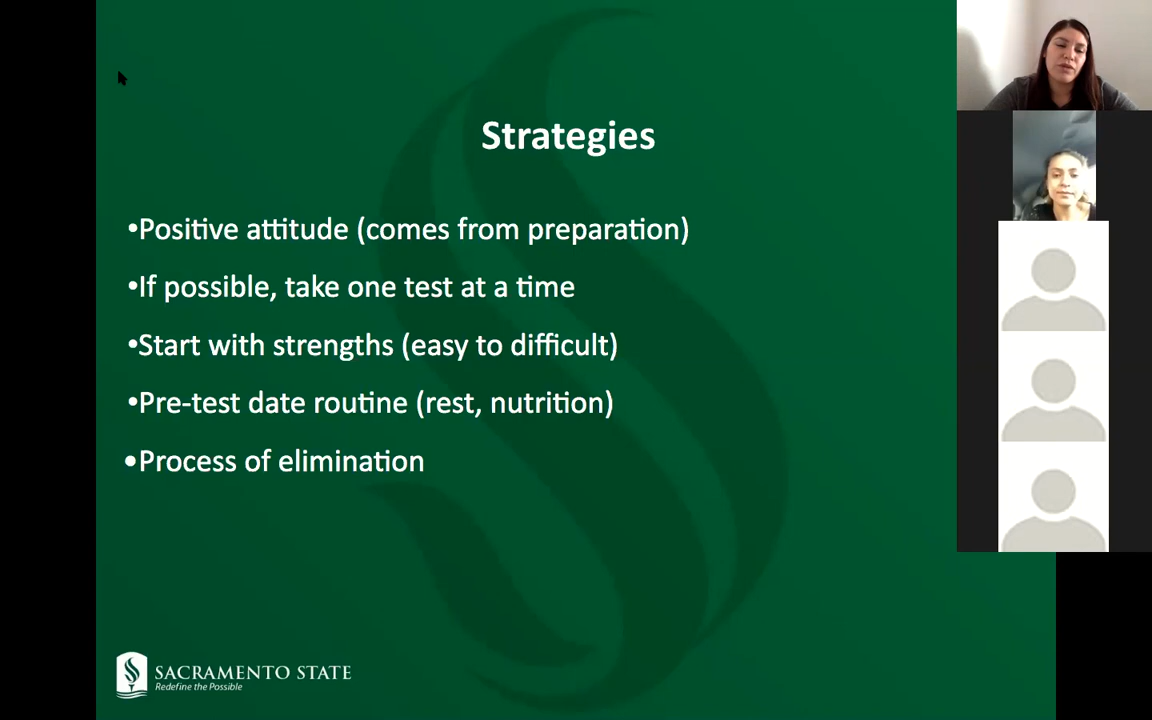 Strategies
•Positive attitude (comes from preparation)
•If possible, take one test at a time
•Start with strengths (easy to difficult)
•Pre-test date routine (rest, nutrition)
•Process of elimination
SACRAMENTO STATE
Redefine the Possible